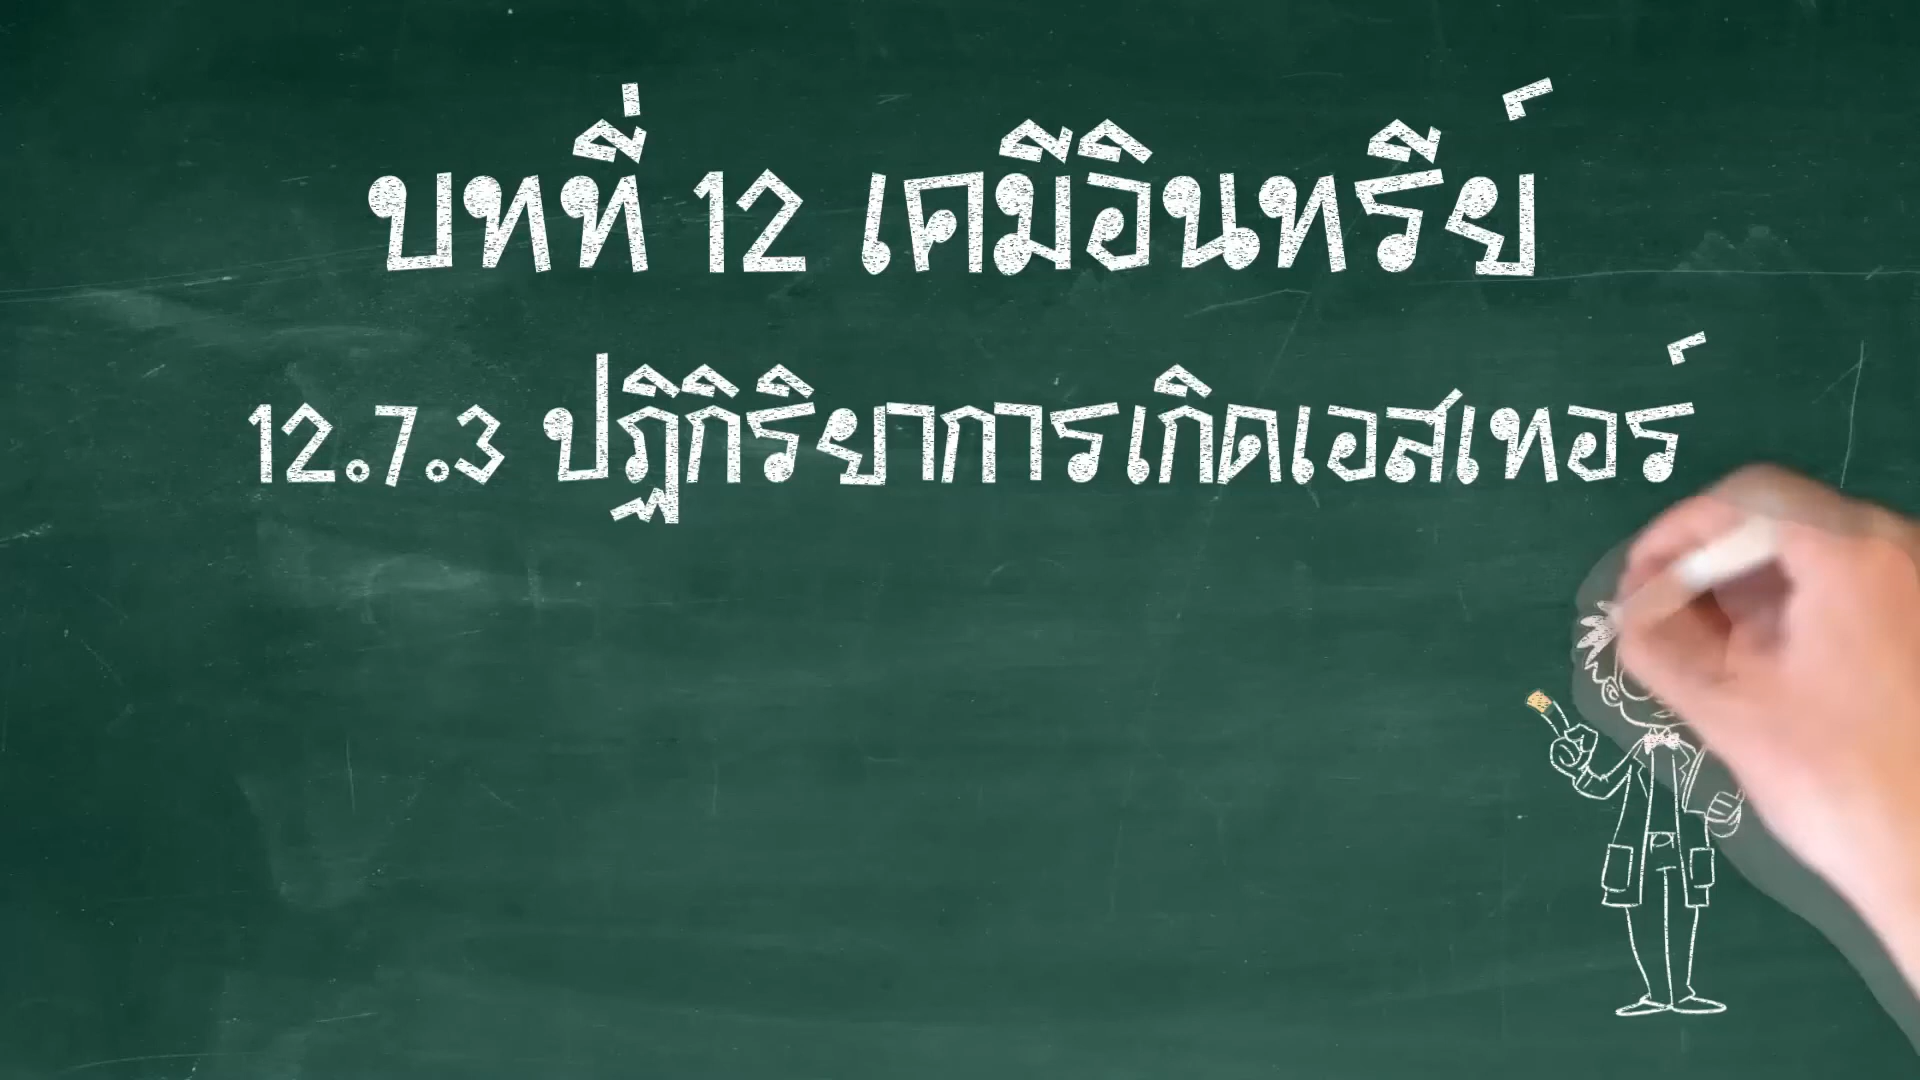 บทที่ 12 เคมีอินทรีย์
12.7.3 ปฏิกิริยาการเกิดเอสเทอร์